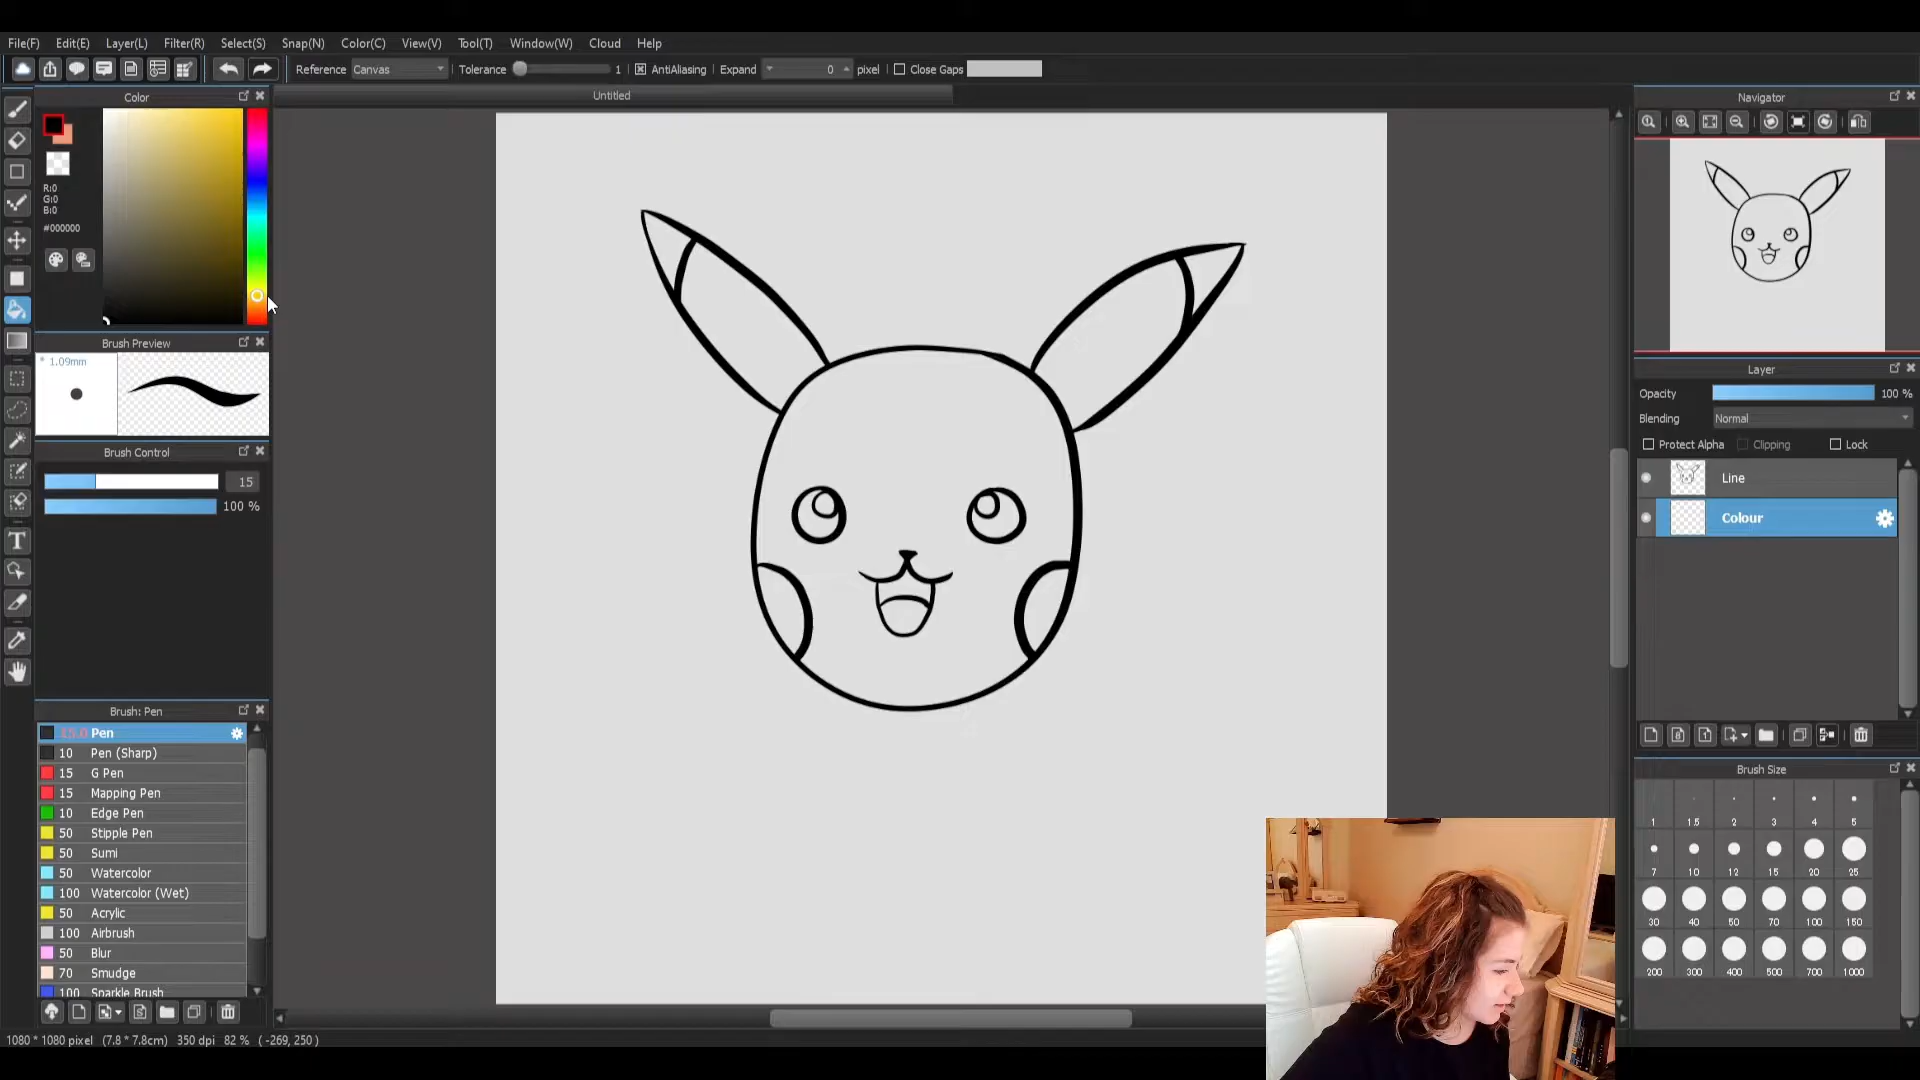 File(F) Edit(E) Layer(L) Filter(R) Select(S) Snap(N) Color(C) View(V) Tool(T) Window(W) Cloud Help
Reference Canvas Tolerance 1 AntiAliasing Expand 0 pixel Close Gaps
Color
Untitled
Navigator
R:0
G:0
B:0
#000000
Brush Preview
* 1.09mm
Brush Control
15
100 %
Layer
Opacity 100 %
Blending Normal
Protect Alpha Clipping Lock
Line
Colour
Brush: Pen
15.0 Pen
10 Pen (Sharp)
15 G Pen
15 Mapping Pen
10 Edge Pen
50 Stipple Pen
50 Sumi
50 Watercolor
100 Watercolor (Wet)
50 Acrylic
100 Airbrush
50 Blur
70 Smudge
100 Sparkle Brush
Brush Size
1 1.5 2 3 4 5
7 10 12 15 20 25
30 40 50 70 100 150
200 300 400 500 700 1000
1080 * 1080 pixel (7.8 * 7.8cm) 350 dpi 82 % ( -269, 250 )